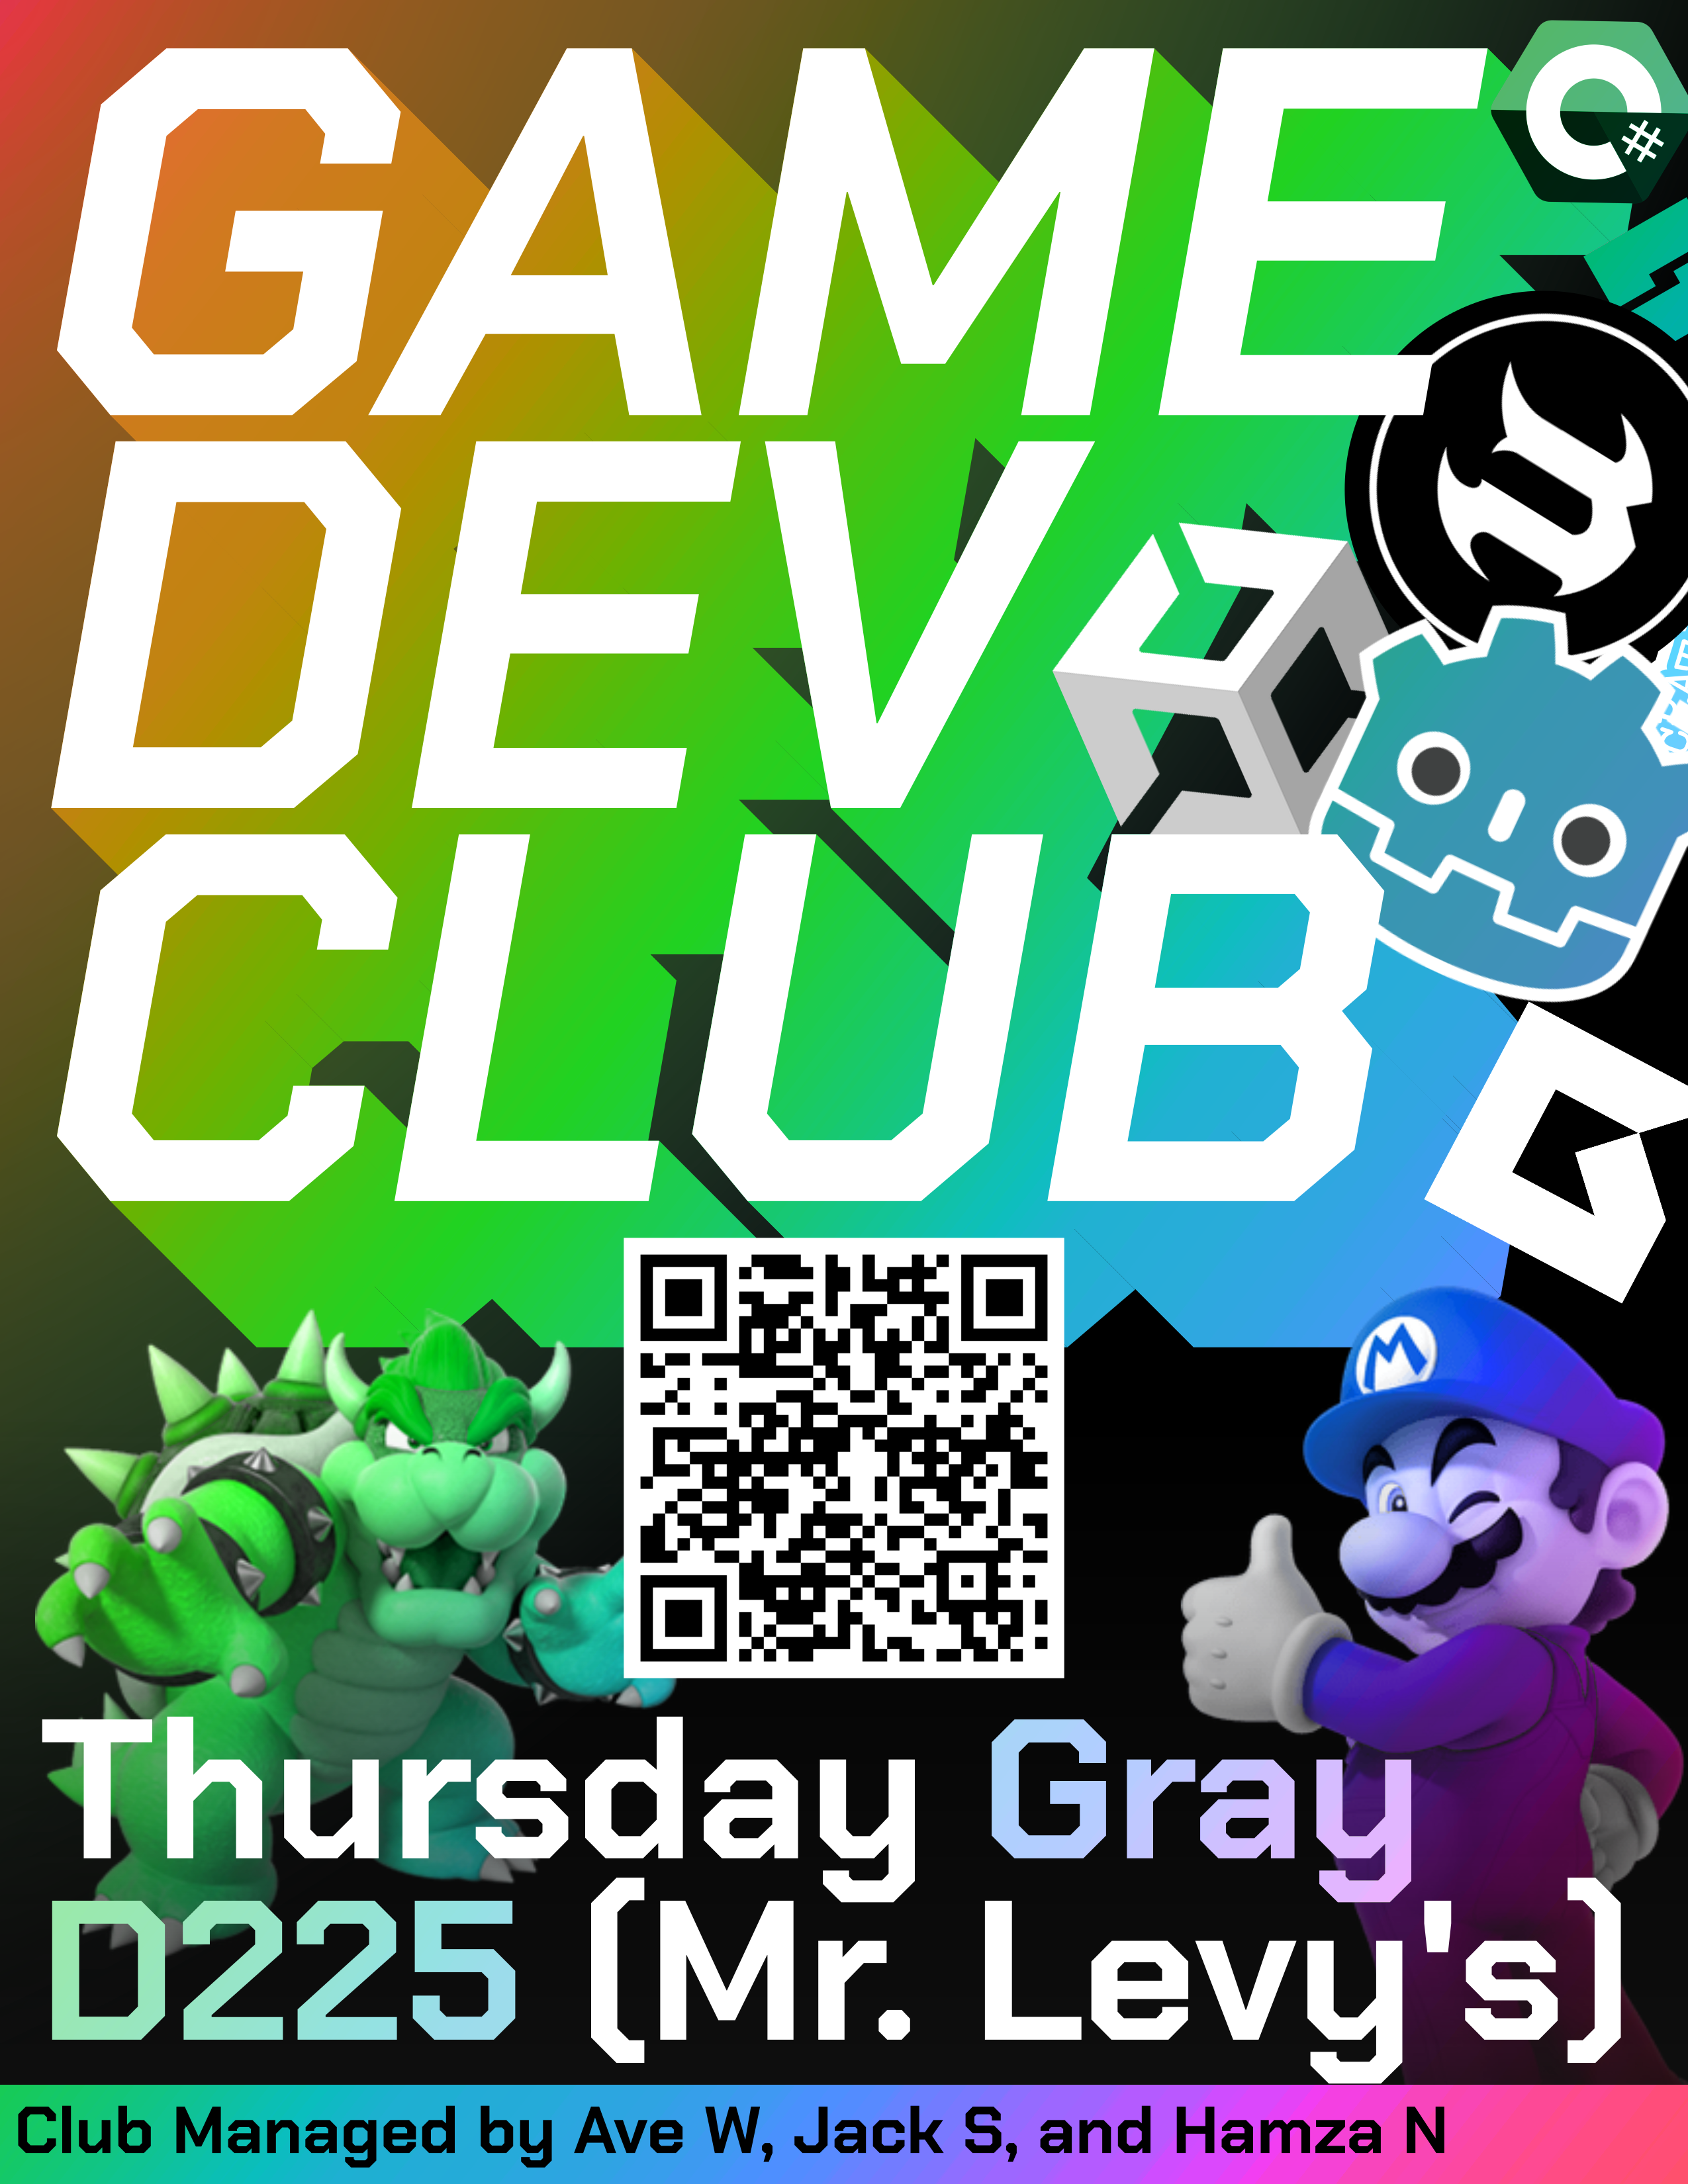 GAME
DEV
CLUB
C#
M
Thursday Gray
D225 (Mr. Levy's)
Club Managed by Ave W, Jack S, and Hamza N